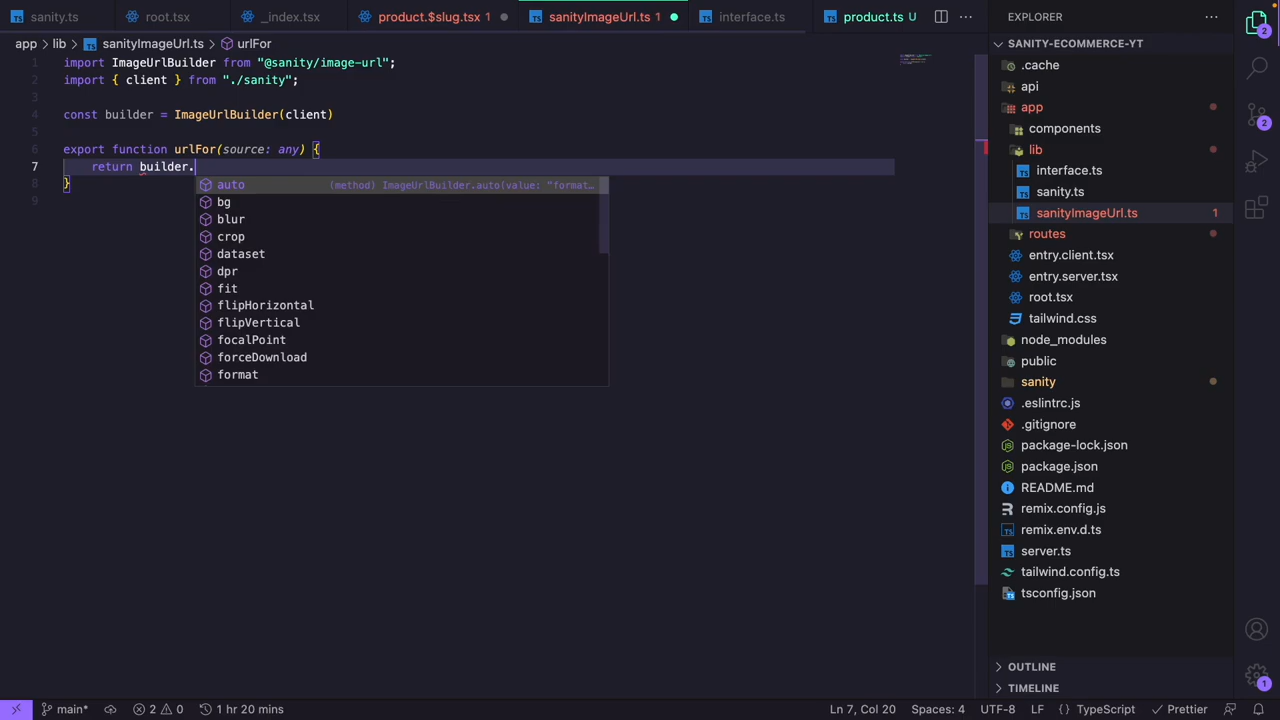 sanity.ts root.tsx _index.tsx product.$slug.tsx 1 sanityImageUrl.ts 1 interface.ts product.ts U
app lib sanityImageUrl.ts urlFor
1 import ImageUrlBuilder from "@sanity/image-url";
2 import { client } from "./sanity";
3
4 const builder = ImageUrlBuilder(client)
5
6 export function urlFor(source: any) {
7 return builder.
8 }
9
auto (method) ImageUrlBuilder.auto(value: "format…
bg
blur
crop
dataset
dpr
fit
flipHorizontal
flipVertical
focalPoint
forceDownload
format
EXPLORER
SANITY-ECOMMERCE-YT
.cache
api
app
components
lib
interface.ts
sanity.ts
sanityImageUrl.ts 1
routes
entry.client.tsx
entry.server.tsx
root.tsx
tailwind.css
node_modules
public
sanity
.eslintrc.js
.gitignore
package-lock.json
package.json
README.md
remix.config.js
remix.env.d.ts
server.ts
tailwind.config.ts
tsconfig.json
OUTLINE
TIMELINE
2
2
1
main* 2 0 1 hr 20 mins Ln 7, Col 20 Spaces: 4 UTF-8 LF {} TypeScript Prettier